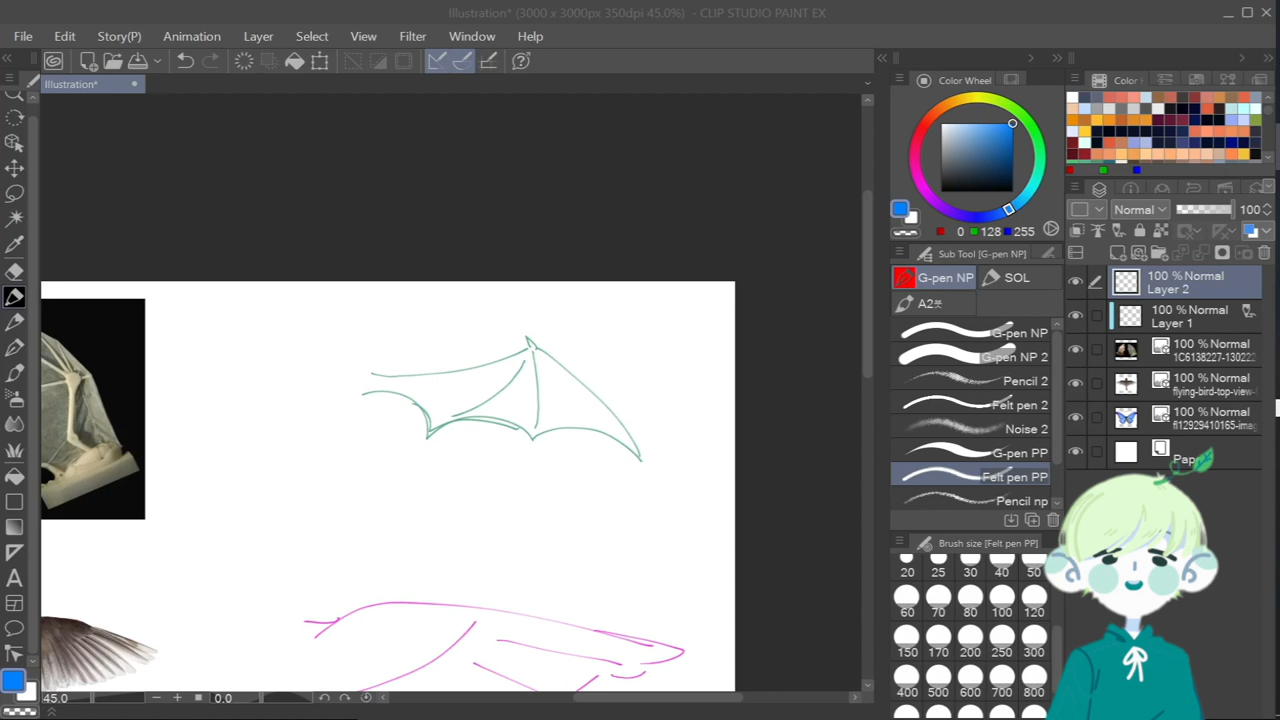 Illustration* (3000 x 3000px 350dpi 45.0%) - CLIP STUDIO PAINT EX
File Edit Story(P) Animation Layer Select View Filter Window Help
Illustration*
Color Wheel
Color
0 128 255
Normal 100
Sub Tool [G-pen NP]
G-pen NP
SOL
A2펜
G-pen NP
G-pen NP 2
Pencil 2
Felt pen 2
Noise 2
G-pen PP
Felt pen PP
Pencil np
Brush size [Felt pen PP]
20 25 30 40 50
60 70 80 100 120
150 170 200 250 300
400 500 600 700 800
100 % Normal
Layer 2
100 % Normal
Layer 1
100 % Normal
1C6138227-130222
100 % Normal
flying-bird-top-view-
100 % Normal
fl12929410165-imag
45.0
0.0